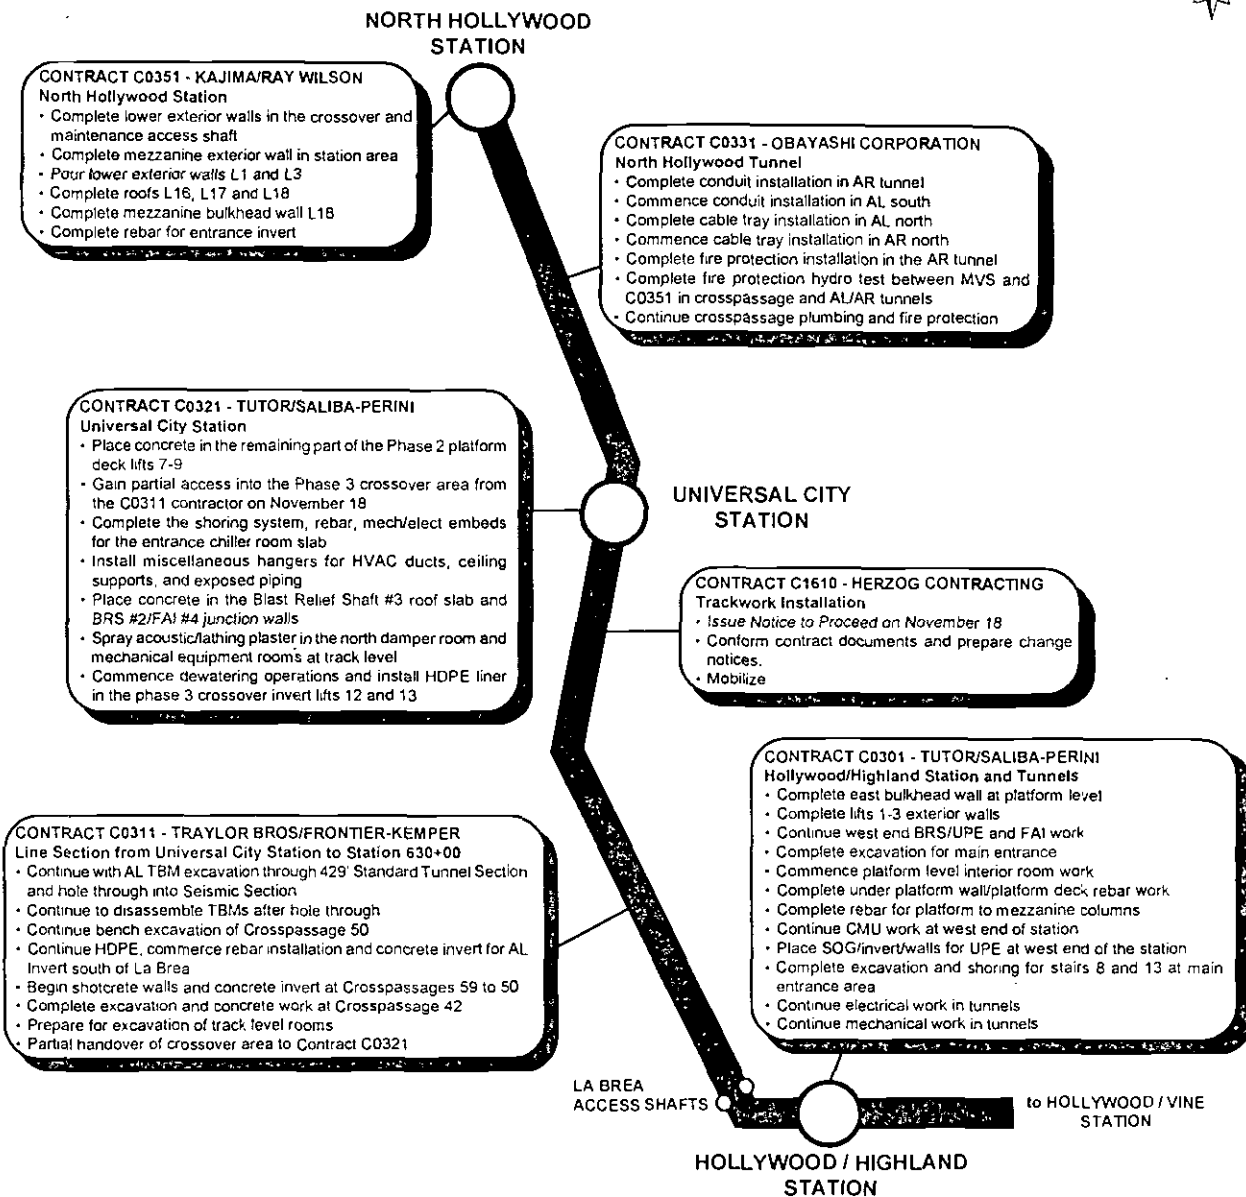 NORTH HOLLYWOOD
STATION
CONTRACT C0351 - KAJIMA/RAY WILSON
North Hollywood Station
• Complete lower exterior walls in the crossover and
maintenance access shaft
• Complete mezzanine exterior wall in station area
• Pour lower exterior walls L1 and L3
• Complete roofs L16, L17 and L18
• Complete mezzanine bulkhead wall L18
• Complete rebar for entrance invert
CONTRACT C0331 - OBAYASHI CORPORATION
North Hollywood Tunnel
• Complete conduit installation in AR tunnel
• Commence conduit installation in AL south
• Complete cable tray installation in AL north
• Commence cable tray installation in AR north
• Complete fire protection installation in the AR tunnel
• Complete fire protection hydro test between MVS and
C0351 in crosspassage and AL/AR tunnels
• Continue crosspassage plumbing and fire protection
CONTRACT C0321 - TUTOR/SALIBA-PERINI
Universal City Station
• Place concrete in the remaining part of the Phase 2 platform
deck lifts 7-9
• Gain partial access into the Phase 3 crossover area from
the C0311 contractor on November 18
• Complete the shoring system, rebar, mech/elect embeds
for the entrance chiller room slab
• Install miscellaneous hangers for HVAC ducts, ceiling
supports, and exposed piping
• Place concrete in the Blast Relief Shaft #3 roof slab and
BRS #2/FAI #4 junction walls
• Spray acoustic/lathing plaster in the north damper room and
mechanical equipment rooms at track level
• Commence dewatering operations and install HDPE liner
in the phase 3 crossover invert lifts 12 and 13
UNIVERSAL CITY
STATION
CONTRACT C1610 - HERZOG CONTRACTING
Trackwork Installation
• Issue Notice to Proceed on November 18
• Conform contract documents and prepare change
notices.
• Mobilize
CONTRACT C0301 - TUTOR/SALIBA-PERINI
Hollywood/Highland Station and Tunnels
• Complete east bulkhead wall at platform level
• Complete lifts 1-3 exterior walls
• Continue west end BRS/UPE and FAI work
• Complete excavation for main entrance
• Commence platform level interior room work
• Complete under platform wall/platform deck rebar work
• Complete rebar for platform to mezzanine columns
• Continue CMU work at west end of station
• Place SOG/invert/walls for UPE at west end of the station
• Complete excavation and shoring for stairs 8 and 13 at main
entrance area
• Continue electrical work in tunnels
• Continue mechanical work in tunnels
CONTRACT C0311 - TRAYLOR BROS/FRONTIER-KEMPER
Line Section from Universal City Station to Station 630+00
• Continue with AL TBM excavation through 429' Standard Tunnel Section
and hole through into Seismic Section
• Continue to disassemble TBMs after hole through
• Continue bench excavation of Crosspassage 50
• Continue HDPE, commerce rebar installation and concrete invert for AL
Invert south of La Brea
• Begin shotcrete walls and concrete invert at Crosspassages 59 to 50
• Complete excavation and concrete work at Crosspassage 42
• Prepare for excavation of track level rooms
• Partial handover of crossover area to Contract C0321
LA BREA
ACCESS SHAFTS
to HOLLYWOOD / VINE
STATION
HOLLYWOOD / HIGHLAND
STATION